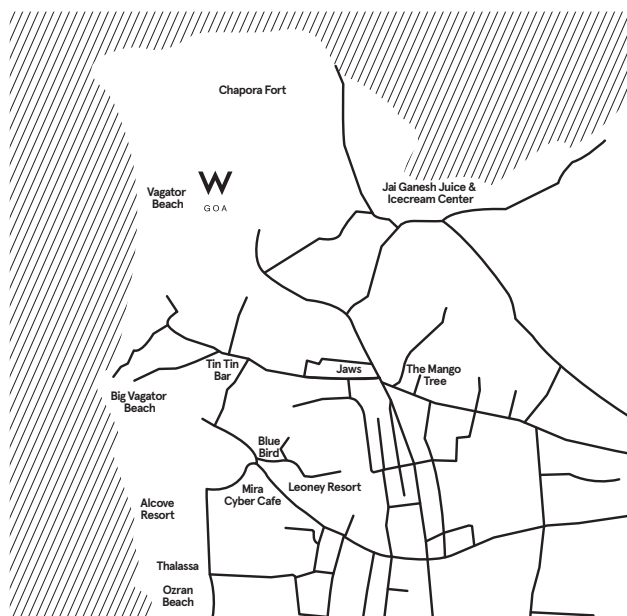 Chapora Fort
W
GOA
Vagator
Beach
Jai Ganesh Juice &
Icecream Center
Tin Tin
Bar
Jaws
The Mango
Tree
Big Vagator
Beach
Blue
Bird
Mira
Cyber Cafe
Leoney Resort
Alcove
Resort
Thalassa
Ozran
Beach